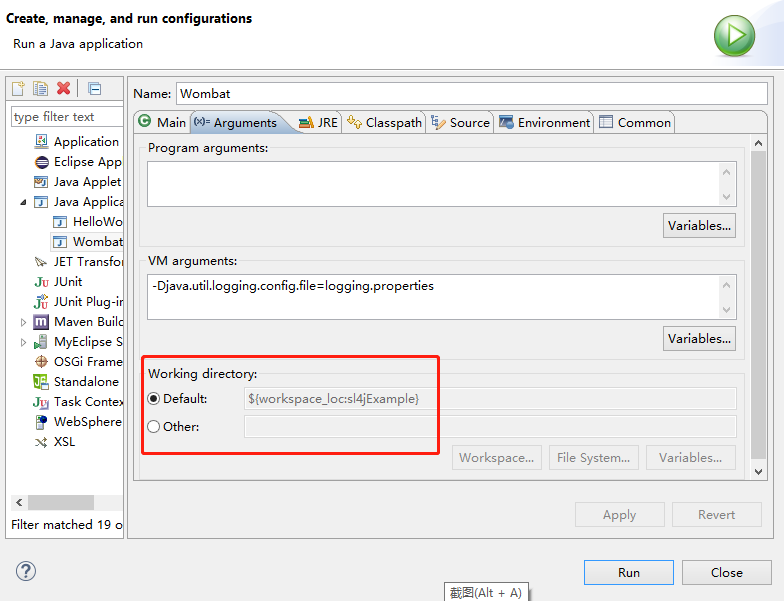 Create, manage, and run configurations
Run a Java application
type filter text
Application
Eclipse App
Java Applet
Java Applica
HelloWo
Wombat
JET Transfo
JUnit
JUnit Plug-in
Maven Build
MyEclipse S
OSGi Frame
Standalone
Task Contex
WebSphere
XSL
Filter matched 19 o
Name: Wombat
Main (x)= Arguments JRE Classpath Source Environment Common
Program arguments:
Variables...
VM arguments:
-Djava.util.logging.config.file=logging.properties
Variables...
Working directory:
Default: ${workspace_loc:sl4jExample}
Other:
Workspace... File System... Variables...
Apply Revert
Run Close
截图(Alt + A)